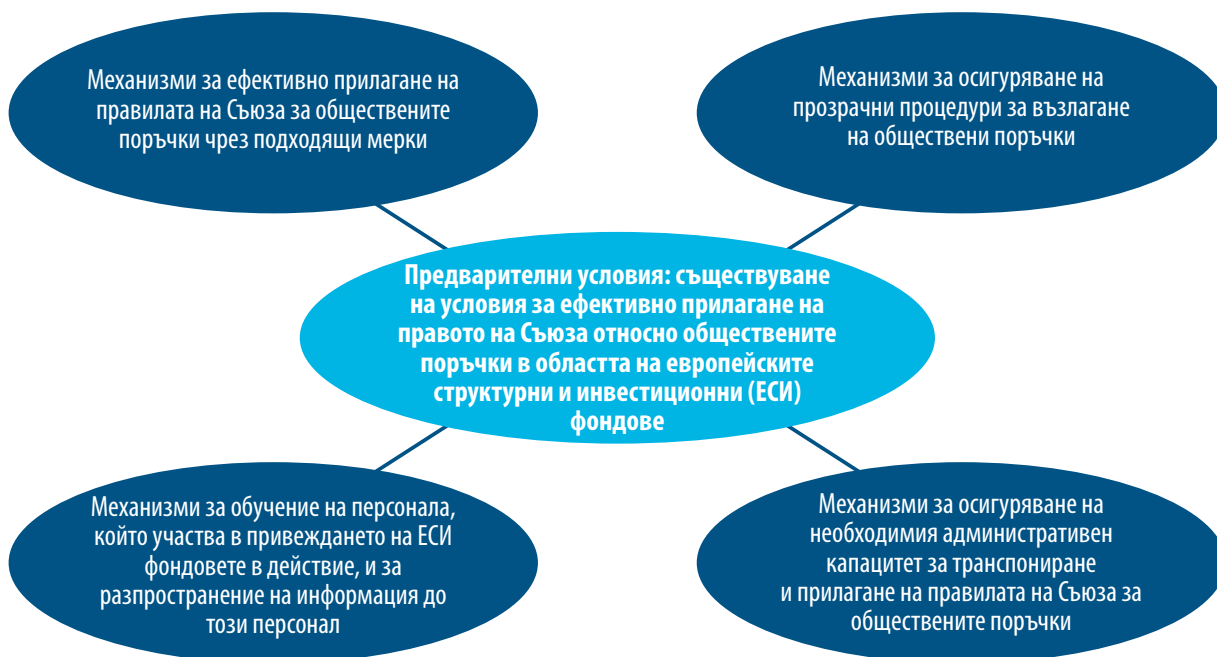 Механизми за ефективно прилагане на
правилата на Съюза за обществените
поръчки чрез подходящи мерки
Механизми за осигуряване на
прозрачни процедури за възлагане
на обществени поръчки
Предварителни условия: съществуване
на условия за ефективно прилагане на
правото на Съюза относно обществените
поръчки в областта на европейските
структурни и инвестиционни (ЕСИ)
фондове
Механизми за обучение на персонала,
който участва в привеждането на ЕСИ
фондовете в действие, и за
разпространение на информация до
този персонал
Механизми за осигуряване на
необходимия административен
капацитет за транспониране
и прилагане на правилата на Съюза за
обществените поръчки